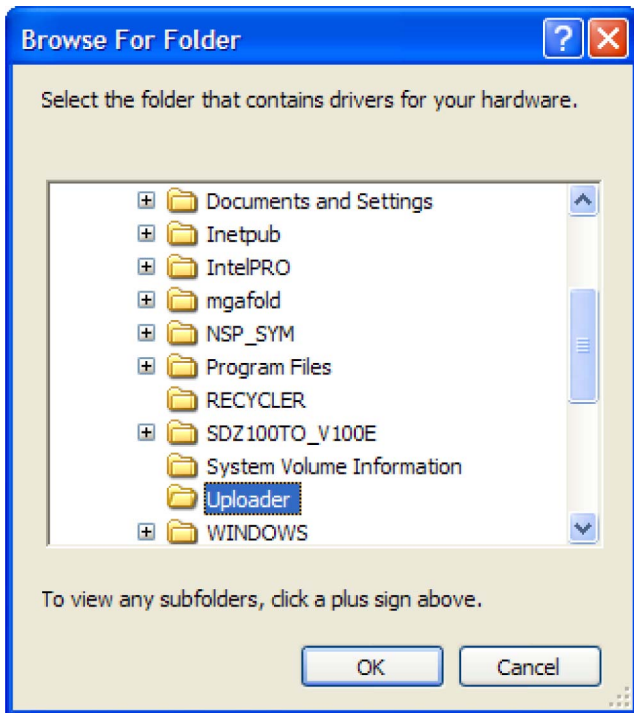 Browse For Folder
Select the folder that contains drivers for your hardware.
Documents and Settings
Inetpub
IntelPRO
mgafold
NSP_SYM
Program Files
RECYCLER
SDZ100TO_V100E
System Volume Information
Uploader
WINDOWS
To view any subfolders, click a plus sign above.
OK Cancel